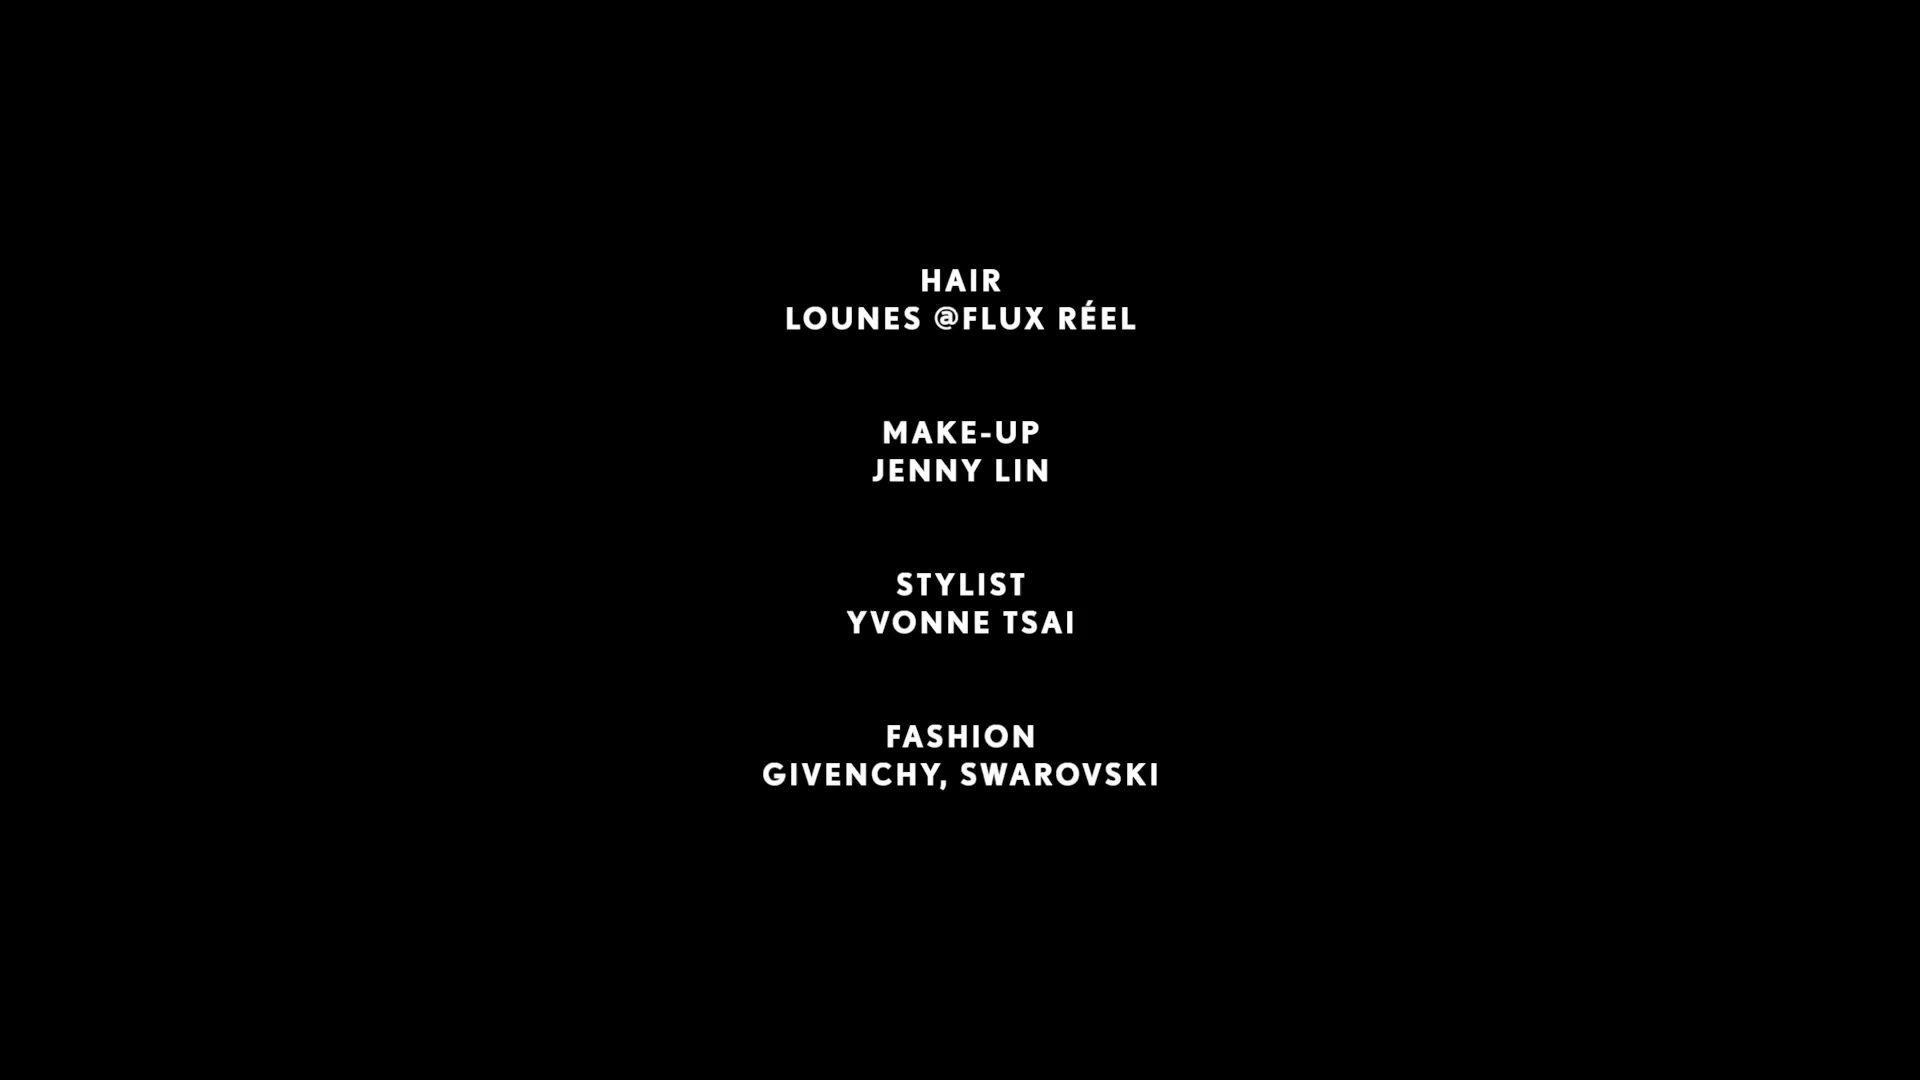 HAIR
LOUNES @FLUX RÉEL
MAKE-UP
JENNY LIN
STYLIST
YVONNE TSAI
FASHION
GIVENCHY, SWAROVSKI